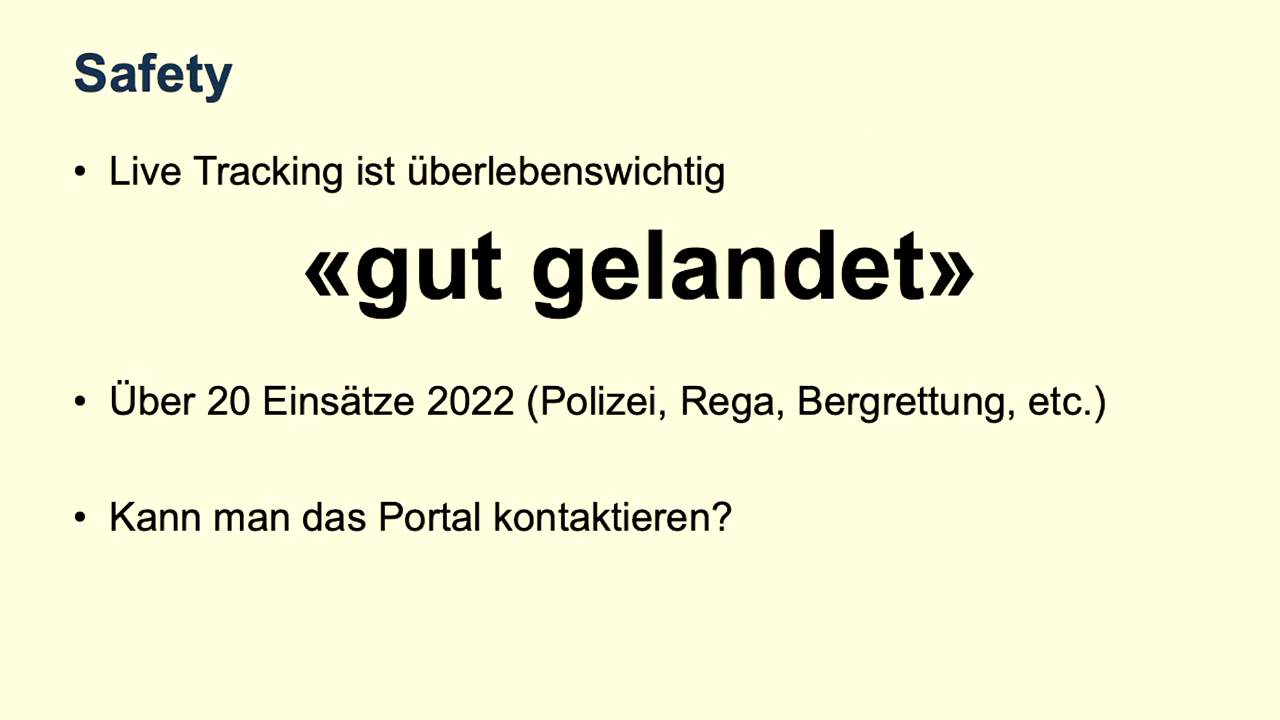 Safety
• Live Tracking ist überlebenswichtig
«gut gelandet»
• Über 20 Einsätze 2022 (Polizei, Rega, Bergrettung, etc.)
• Kann man das Portal kontaktieren?